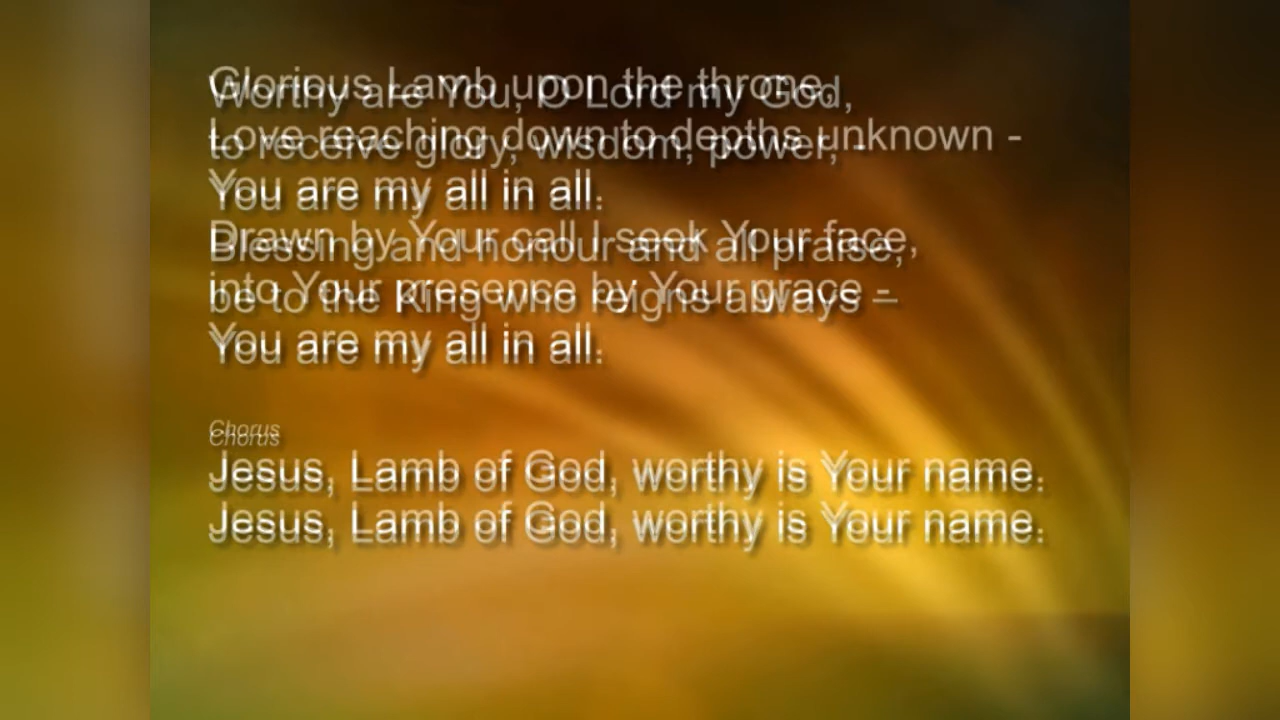 Glorious Lamb upon the throne,
Worthy are You, O Lord my God,
Love reaching down to depths unknown -
to receive glory, wisdom, power, -
You are my all in all.
Drawn by Your call I seek Your face,
Blessing and honour and all praise,
into Your presence by Your grace -
be to the King who reigns always –
You are my all in all.
Chorus
Chorus
Jesus, Lamb of God, worthy is Your name.
Jesus, Lamb of God, worthy is Your name.